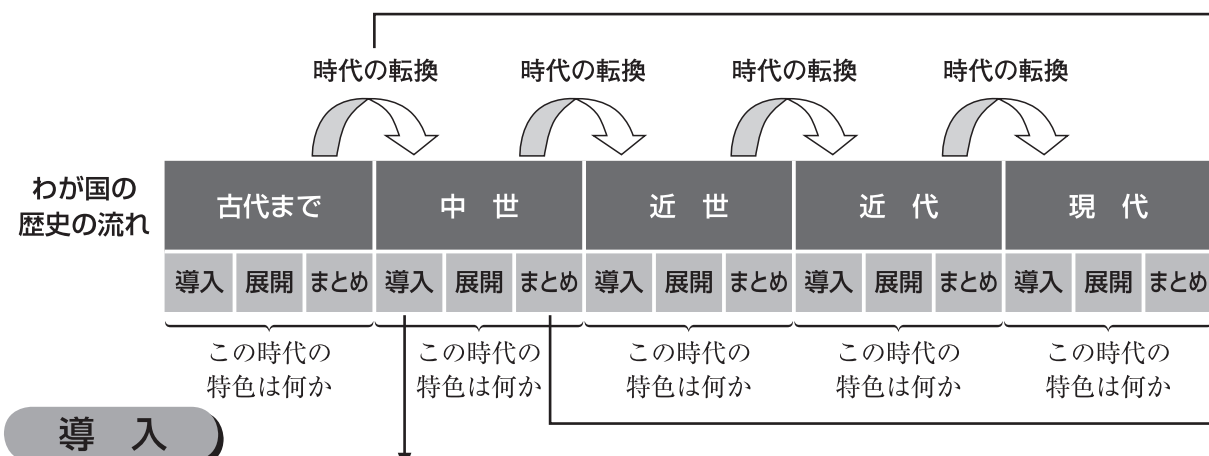 時代の転換 時代の転換 時代の転換 時代の転換
わが国の
歴史の流れ
古代まで 中世 近世 近代 現代
導入 展開 まとめ 導入 展開 まとめ 導入 展開 まとめ 導入 展開 まとめ 導入 展開 まとめ
この時代の
特色は何か
この時代の
特色は何か
この時代の
特色は何か
この時代の
特色は何か
この時代の
特色は何か
導入